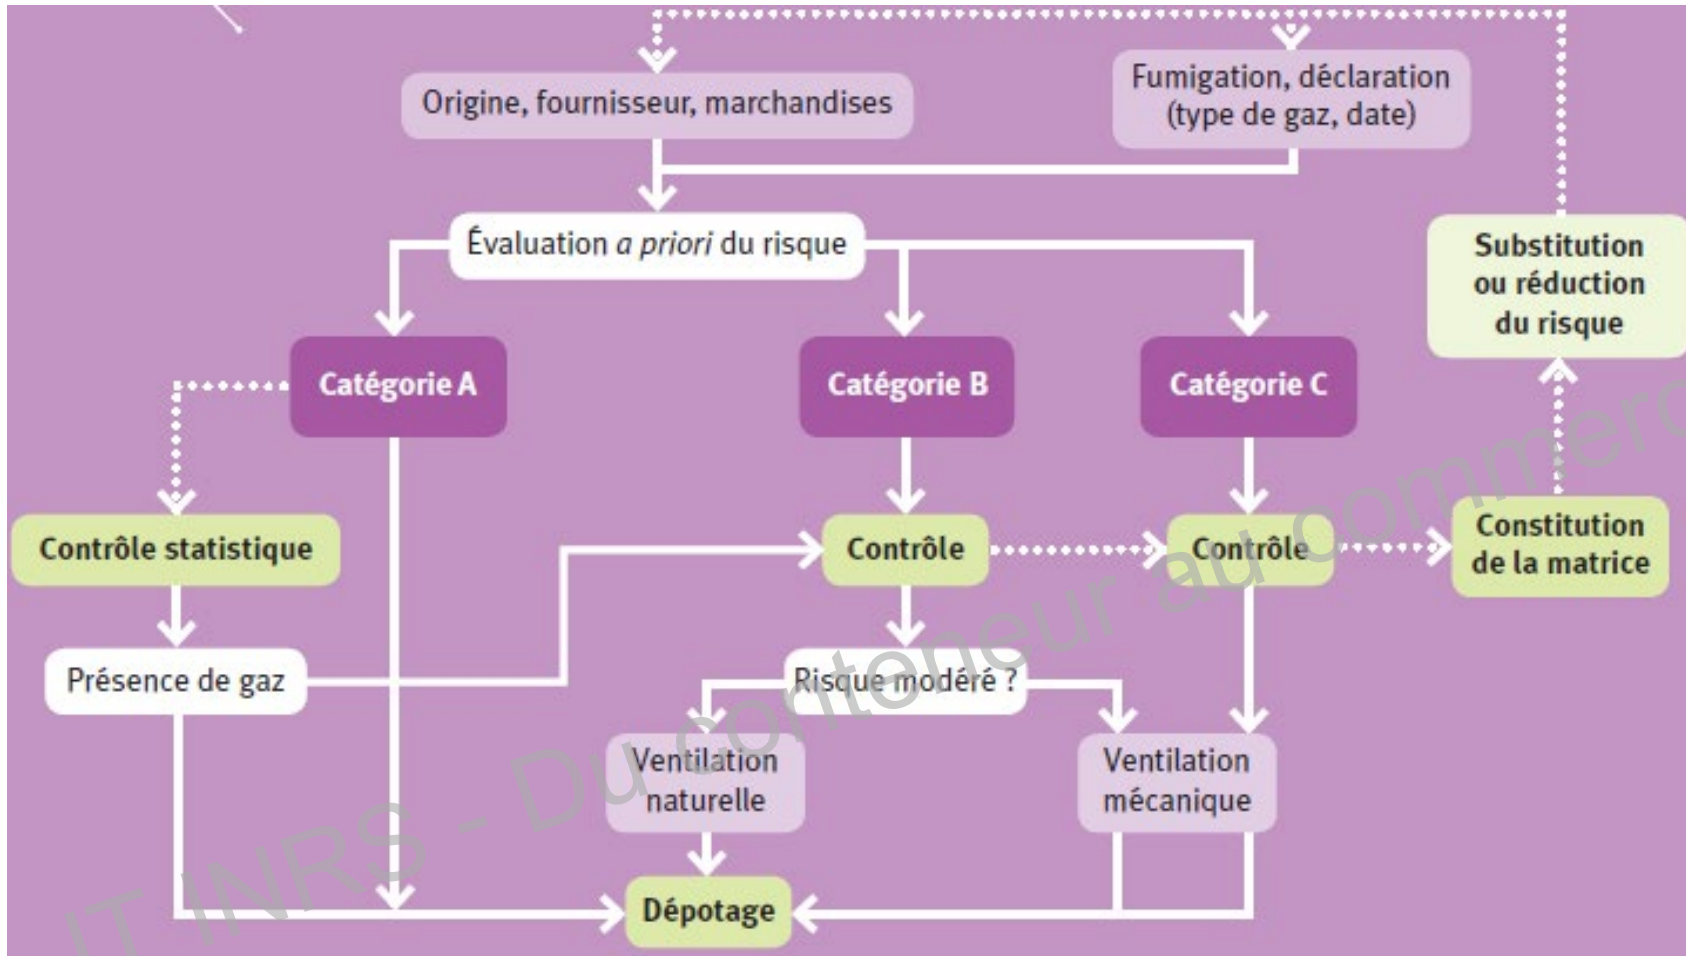 Origine, fournisseur, marchandises
Fumigation, déclaration
(type de gaz, date)
Évaluation a priori du risque
Substitution
ou réduction
du risque
Catégorie A
Catégorie B
Catégorie C
Contrôle statistique
Contrôle
Contrôle
Constitution
de la matrice
Présence de gaz
Risque modéré ?
Ventilation
naturelle
Ventilation
mécanique
Dépotage
JT INRS - Du conteneur au commerc